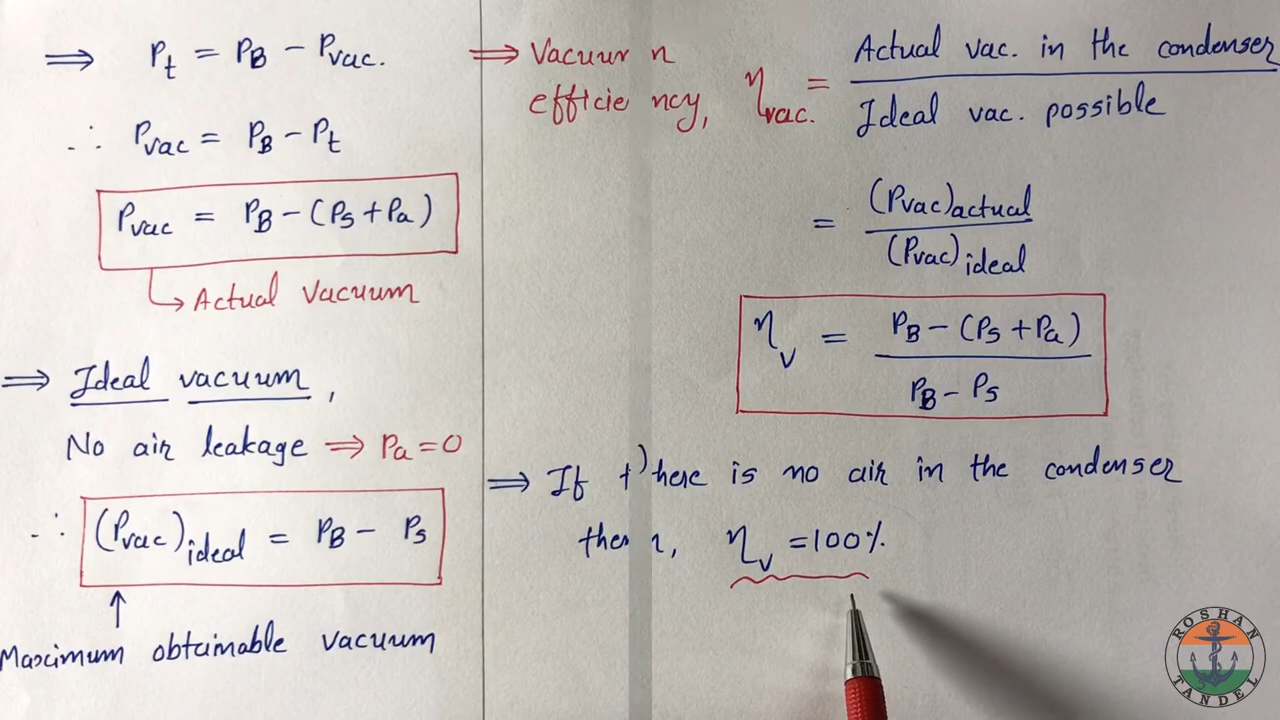 ⟹ Pt = PB − Pvac.
∴ Pvac = PB − Pt
Pvac = PB − (Ps + Pa)
↳ Actual Vacuum
⟹ Ideal vacuum,
No air leakage ⟹ Pa = 0
∴ (Pvac)ideal = PB − Ps
↑
Maximum obtainable vacuum
⟹ Vacuum
efficiency, ηvac. = Actual vac. in the condenser
Ideal vac. possible
= (Pvac)actual
(Pvac)ideal
ηv = PB − (Ps + Pa)
PB − Ps
⟹ If there is no air in the condenser
then, ηv = 100%.
ROSHAN
TANDEL